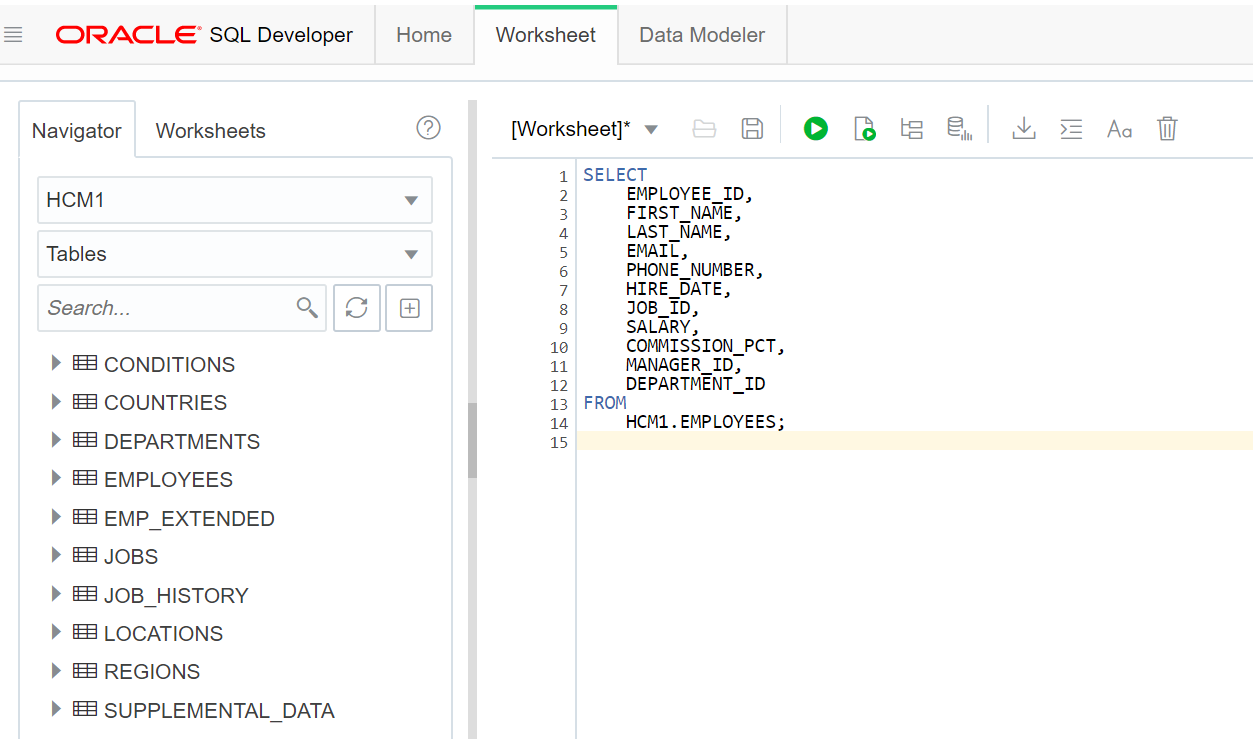 ORACLE SQL Developer
Home
Worksheet
Data Modeler
Navigator
Worksheets
?
HCM1
Tables
Search...
CONDITIONS
COUNTRIES
DEPARTMENTS
EMPLOYEES
EMP_EXTENDED
JOBS
JOB_HISTORY
LOCATIONS
REGIONS
SUPPLEMENTAL_DATA
[Worksheet]*
Aa
1 SELECT
2 EMPLOYEE_ID,
3 FIRST_NAME,
4 LAST_NAME,
5 EMAIL,
6 PHONE_NUMBER,
7 HIRE_DATE,
8 JOB_ID,
9 SALARY,
10 COMMISSION_PCT,
11 MANAGER_ID,
12 DEPARTMENT_ID
13 FROM
14 HCM1.EMPLOYEES;
15